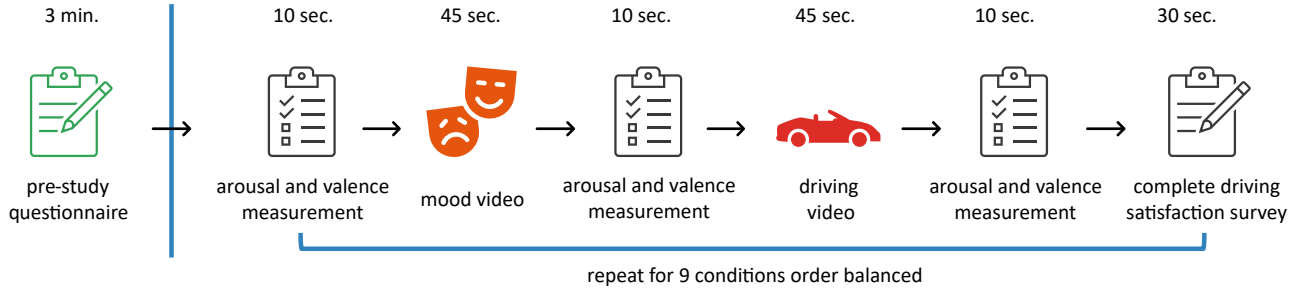 3 min.
10 sec.
45 sec.
10 sec.
45 sec.
10 sec.
30 sec.
pre-study
questionnaire
arousal and valence
measurement
mood video
arousal and valence
measurement
driving
video
arousal and valence
measurement
complete driving
satisfaction survey
repeat for 9 conditions order balanced